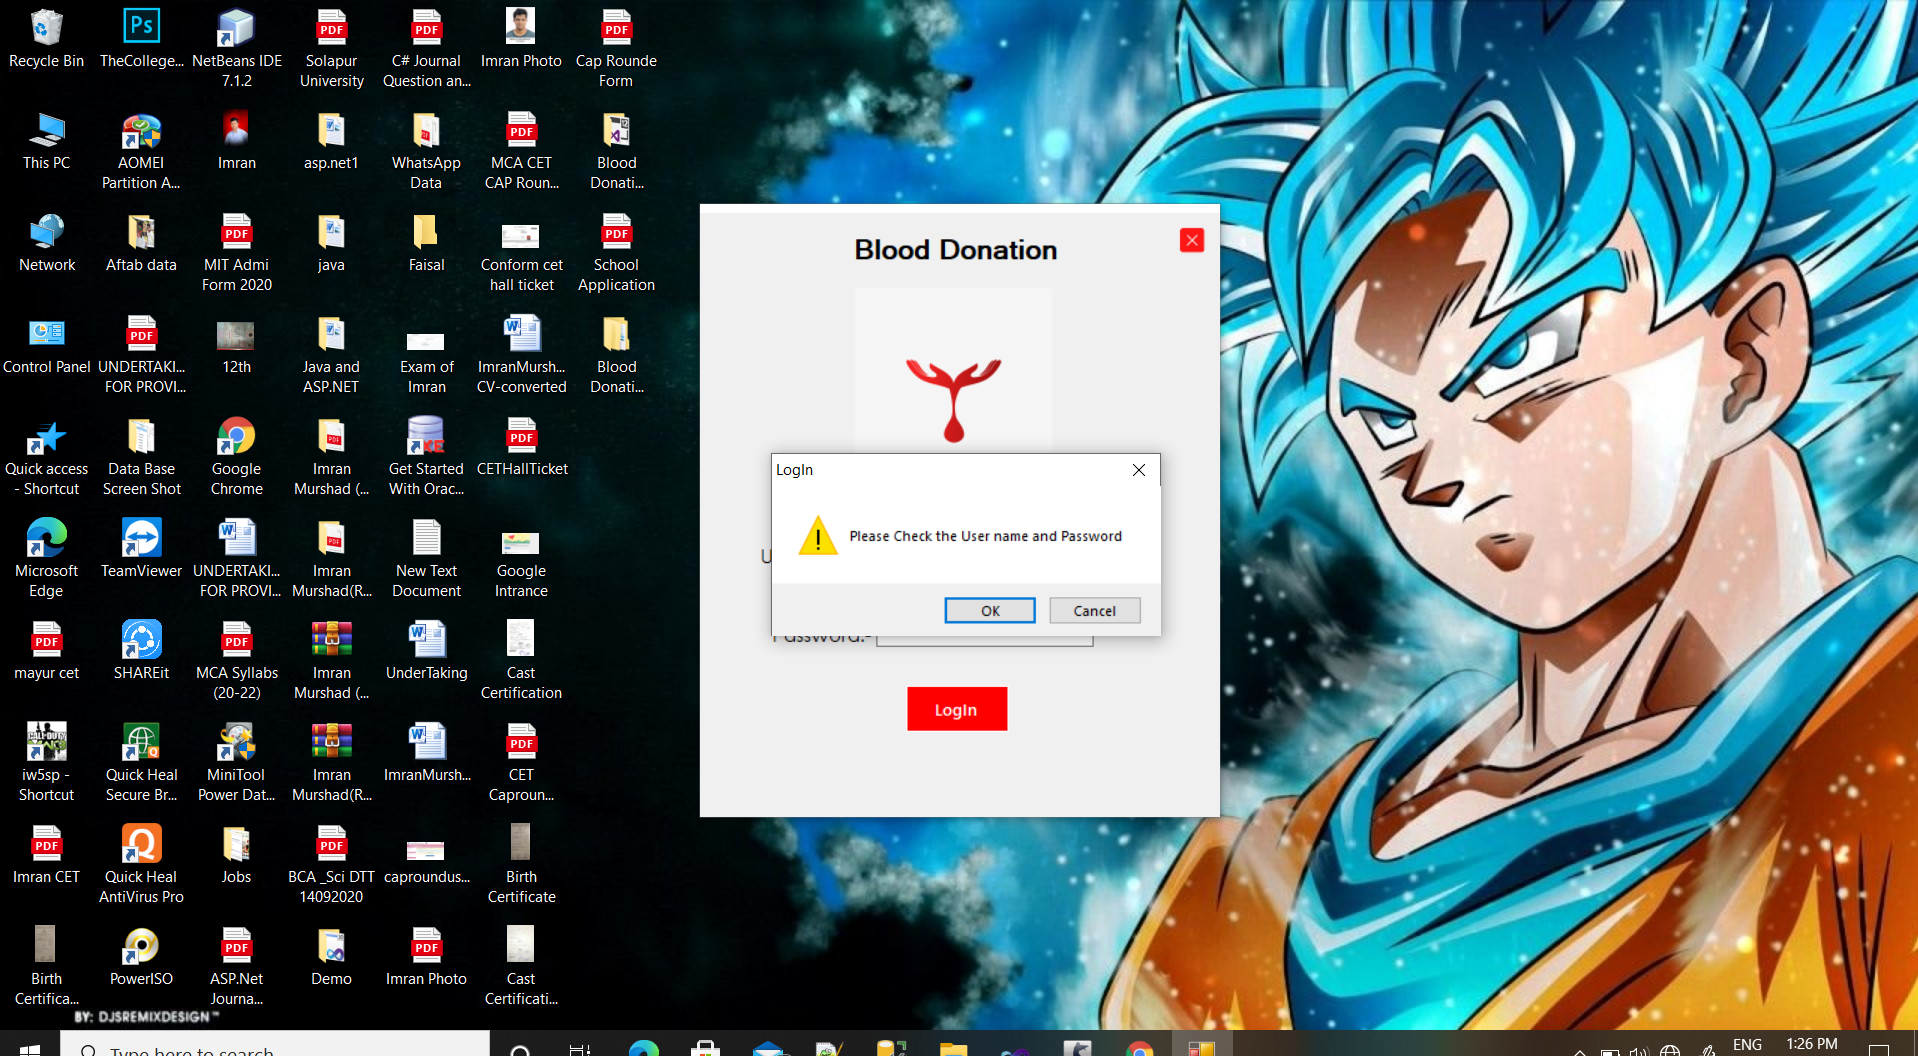 Recycle Bin
TheCollege...
NetBeans IDE
7.1.2
Solapur
University
C# Journal
Question an...
Imran Photo
Cap Rounde
Form
This PC
AOMEI
Partition A...
Imran
asp.net1
WhatsApp
Data
MCA CET
CAP Roun...
Blood
Donati...
Network
Aftab data
MIT Admi
Form 2020
java
Faisal
Conform cet
hall ticket
School
Application
Control Panel
UNDERTAKI...
FOR PROVI...
12th
Java and
ASP.NET
Exam of
Imran
ImranMursh...
CV-converted
Blood
Donati...
Quick access
- Shortcut
Data Base
Screen Shot
Google
Chrome
Imran
Murshad (...
Get Started
With Orac...
CETHallTicket
Microsoft
Edge
TeamViewer
UNDERTAKI...
FOR PROVI...
Imran
Murshad(R...
New Text
Document
Google
Intrance
mayur cet
SHAREit
MCA Syllabs
(20-22)
Imran
Murshad (...
UnderTaking
Cast
Certification
iw5sp -
Shortcut
Quick Heal
Secure Br...
MiniTool
Power Dat...
Imran
Murshad(R...
ImranMursh...
CET
Caproun...
Imran CET
Quick Heal
AntiVirus Pro
Jobs
BCA _Sci DTT
14092020
caproundus...
Birth
Certificate
Birth
Certifica...
PowerISO
ASP.Net
Journa...
Demo
Imran Photo
Cast
Certificati...
BY: DJSREMIXDESIGN™
Blood Donation
LogIn
Please Check the User name and Password
OK
Cancel
Password:-
LogIn
Type here to search
ENG
1:26 PM